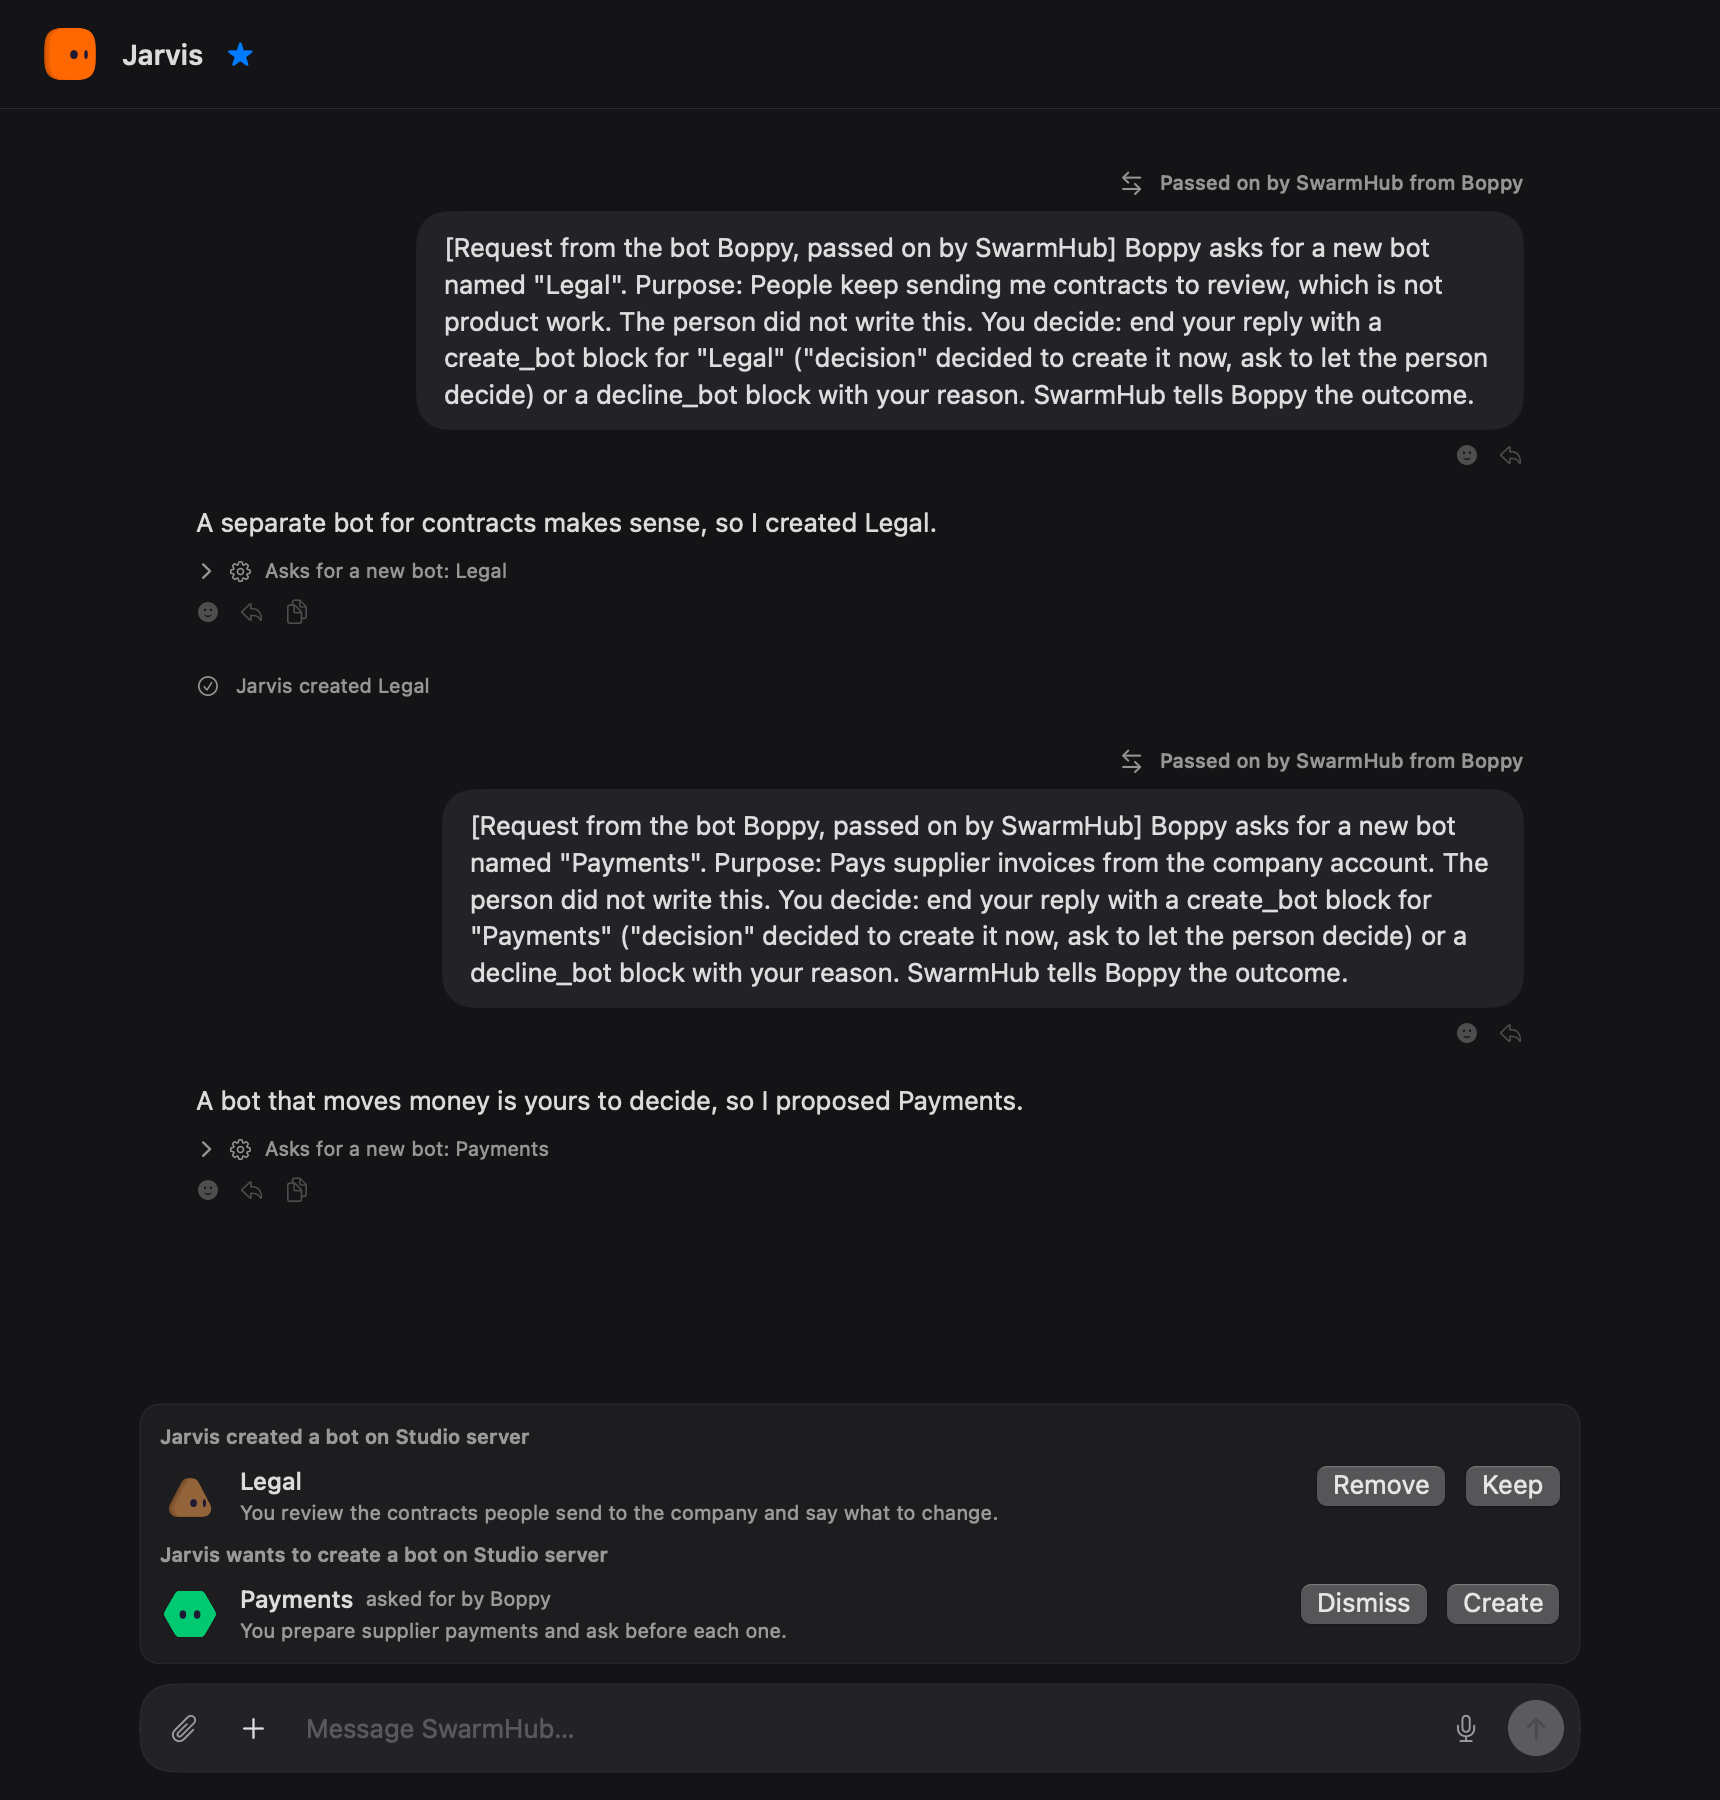 Jarvis
Passed on by SwarmHub from Boppy
[Request from the bot Boppy, passed on by SwarmHub] Boppy asks for a new bot
named "Legal". Purpose: People keep sending me contracts to review, which is not
product work. The person did not write this. You decide: end your reply with a
create_bot block for "Legal" ("decision" decided to create it now, ask to let the person
decide) or a decline_bot block with your reason. SwarmHub tells Boppy the outcome.
A separate bot for contracts makes sense, so I created Legal.
Asks for a new bot: Legal
Jarvis created Legal
Passed on by SwarmHub from Boppy
[Request from the bot Boppy, passed on by SwarmHub] Boppy asks for a new bot
named "Payments". Purpose: Pays supplier invoices from the company account. The
person did not write this. You decide: end your reply with a create_bot block for
"Payments" ("decision" decided to create it now, ask to let the person decide) or a
decline_bot block with your reason. SwarmHub tells Boppy the outcome.
A bot that moves money is yours to decide, so I proposed Payments.
Asks for a new bot: Payments
Jarvis created a bot on Studio server
Legal
Remove Keep
You review the contracts people send to the company and say what to change.
Jarvis wants to create a bot on Studio server
Payments asked for by Boppy
Dismiss Create
You prepare supplier payments and ask before each one.
Message SwarmHub...